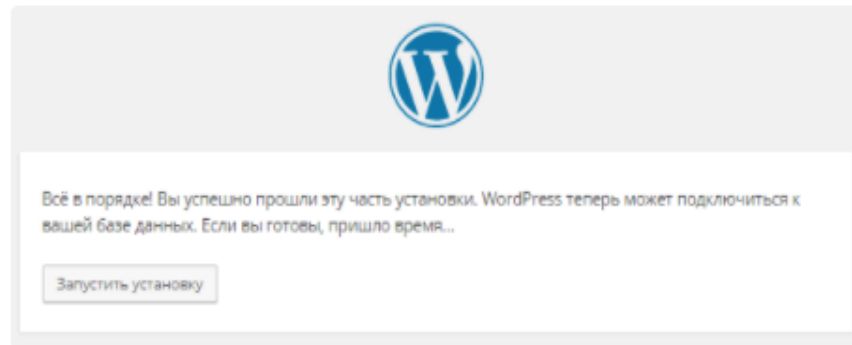 Всё в порядке! Вы успешно прошли эту часть установки. WordPress теперь может подключиться к
вашей базе данных. Если вы готовы, пришло время...
Запустить установку